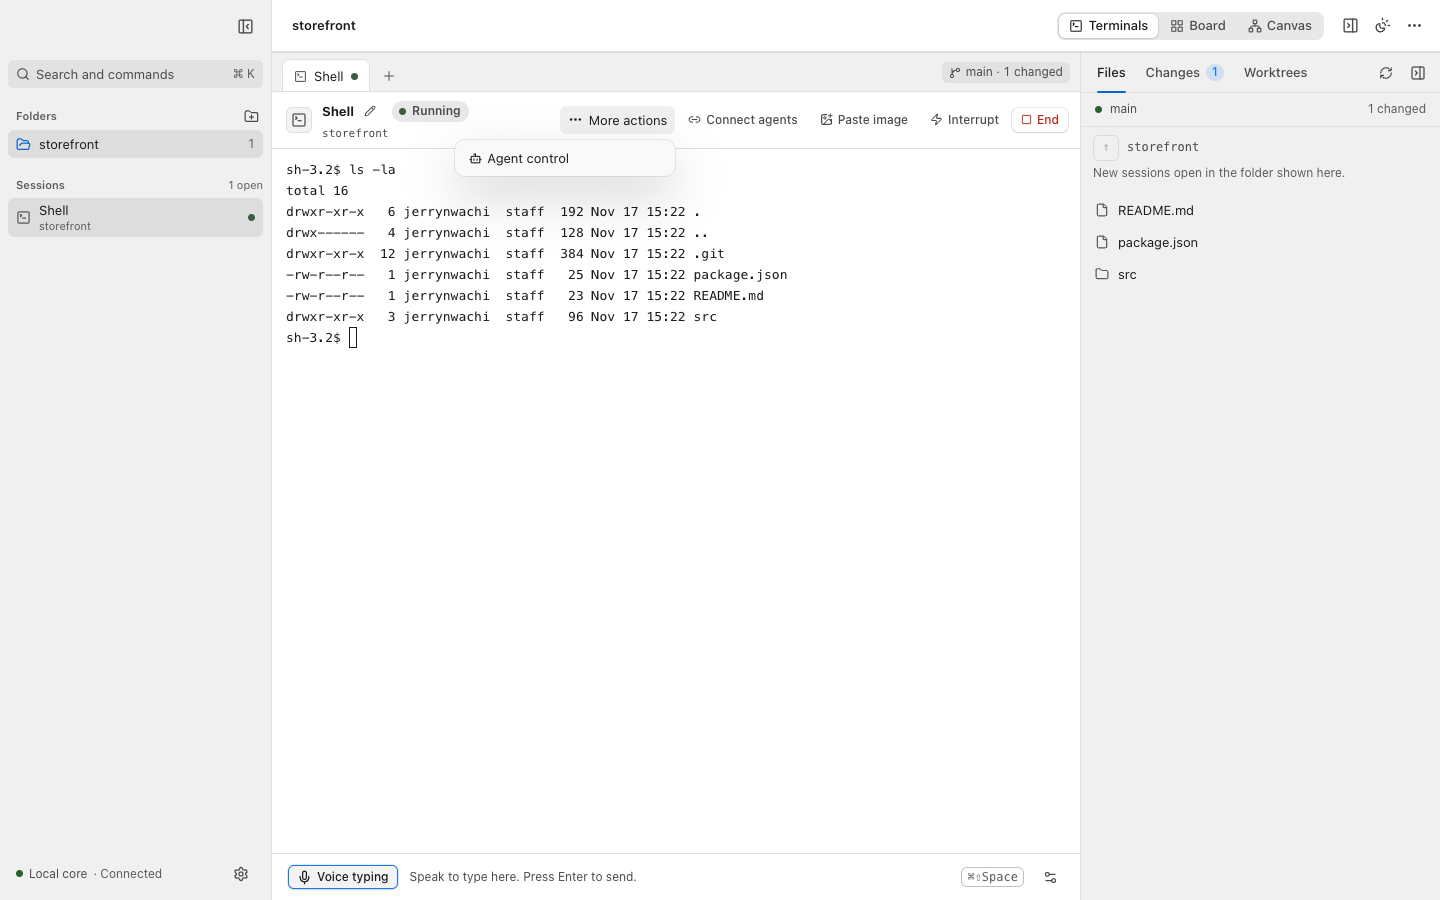 storefront
Terminals
Board
Canvas
Search and commands
⌘ K
Folders
storefront
1
Sessions
1 open
Shell
storefront
Shell
main · 1 changed
Shell
Running
storefront
More actions
Connect agents
Paste image
Interrupt
End
Agent control
sh-3.2$ ls -la
total 16
drwxr-xr-x   6 jerrynwachi  staff  192 Nov 17 15:22 .
drwx------   4 jerrynwachi  staff  128 Nov 17 15:22 ..
drwxr-xr-x  12 jerrynwachi  staff  384 Nov 17 15:22 .git
-rw-r--r--   1 jerrynwachi  staff   25 Nov 17 15:22 package.json
-rw-r--r--   1 jerrynwachi  staff   23 Nov 17 15:22 README.md
drwxr-xr-x   3 jerrynwachi  staff   96 Nov 17 15:22 src
sh-3.2$
Files
Changes
1
Worktrees
main
1 changed
↑
storefront
New sessions open in the folder shown here.
README.md
package.json
src
Local core · Connected
Voice typing
Speak to type here. Press Enter to send.
⌘⇧Space